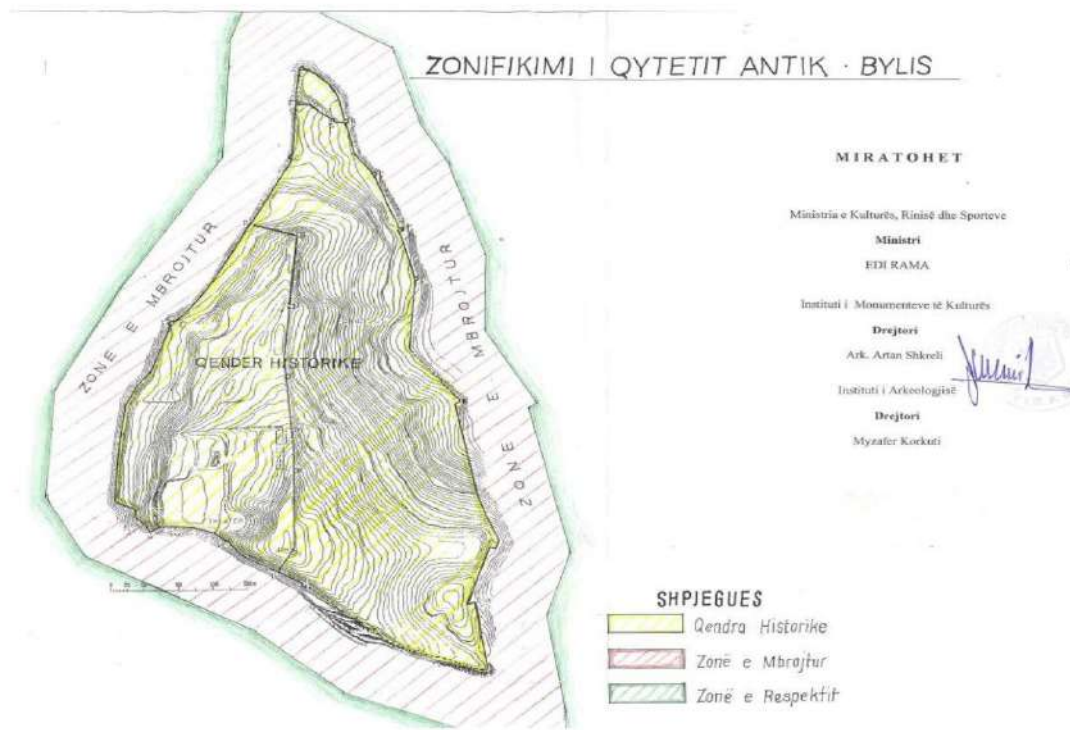 ZONIFIKIMI I QYTETIT ANTIK · BYLIS
MIRATOHET
Ministria e Kulturës, Rinisë dhe Sporteve
Ministri
EDI RAMA
Instituti i Monumenteve të Kulturës
Drejtori
Ark. Artan Shkreli
Instituti i Arkeologjisë
Drejtori
Myzafer Korkuti
ZONE E MBROJTUR
ZONE E MBROJTUR
QENDER HISTORIKE
SHPJEGUES
Qendra Historike
Zonë e Mbrojtur
Zonë e Respektit